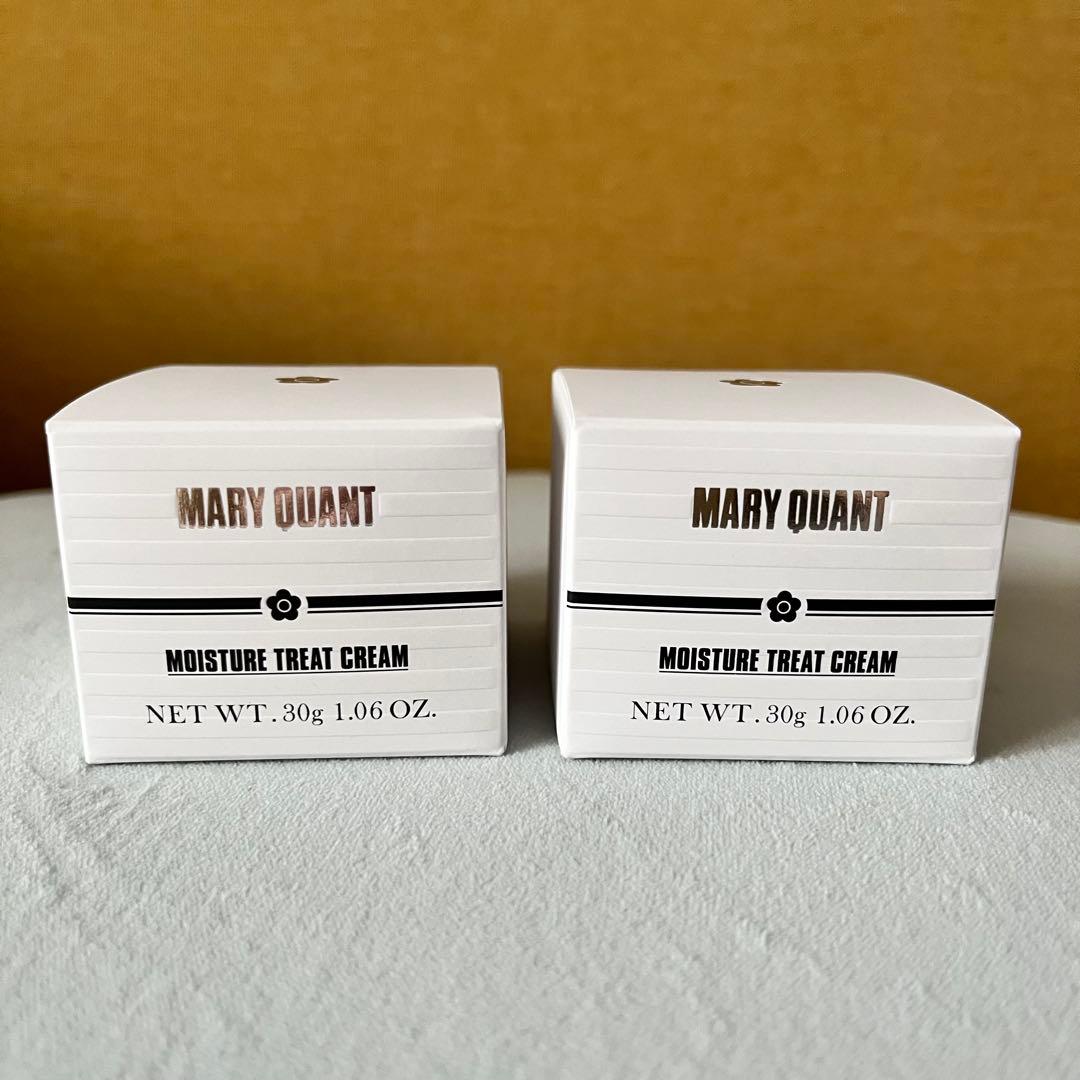 MARY QUANT
MOISTURE TREAT CREAM
NET WT. 30g 1.06 OZ.
MARY QUANT
MOISTURE TREAT CREAM
NET WT. 30g 1.06 OZ.